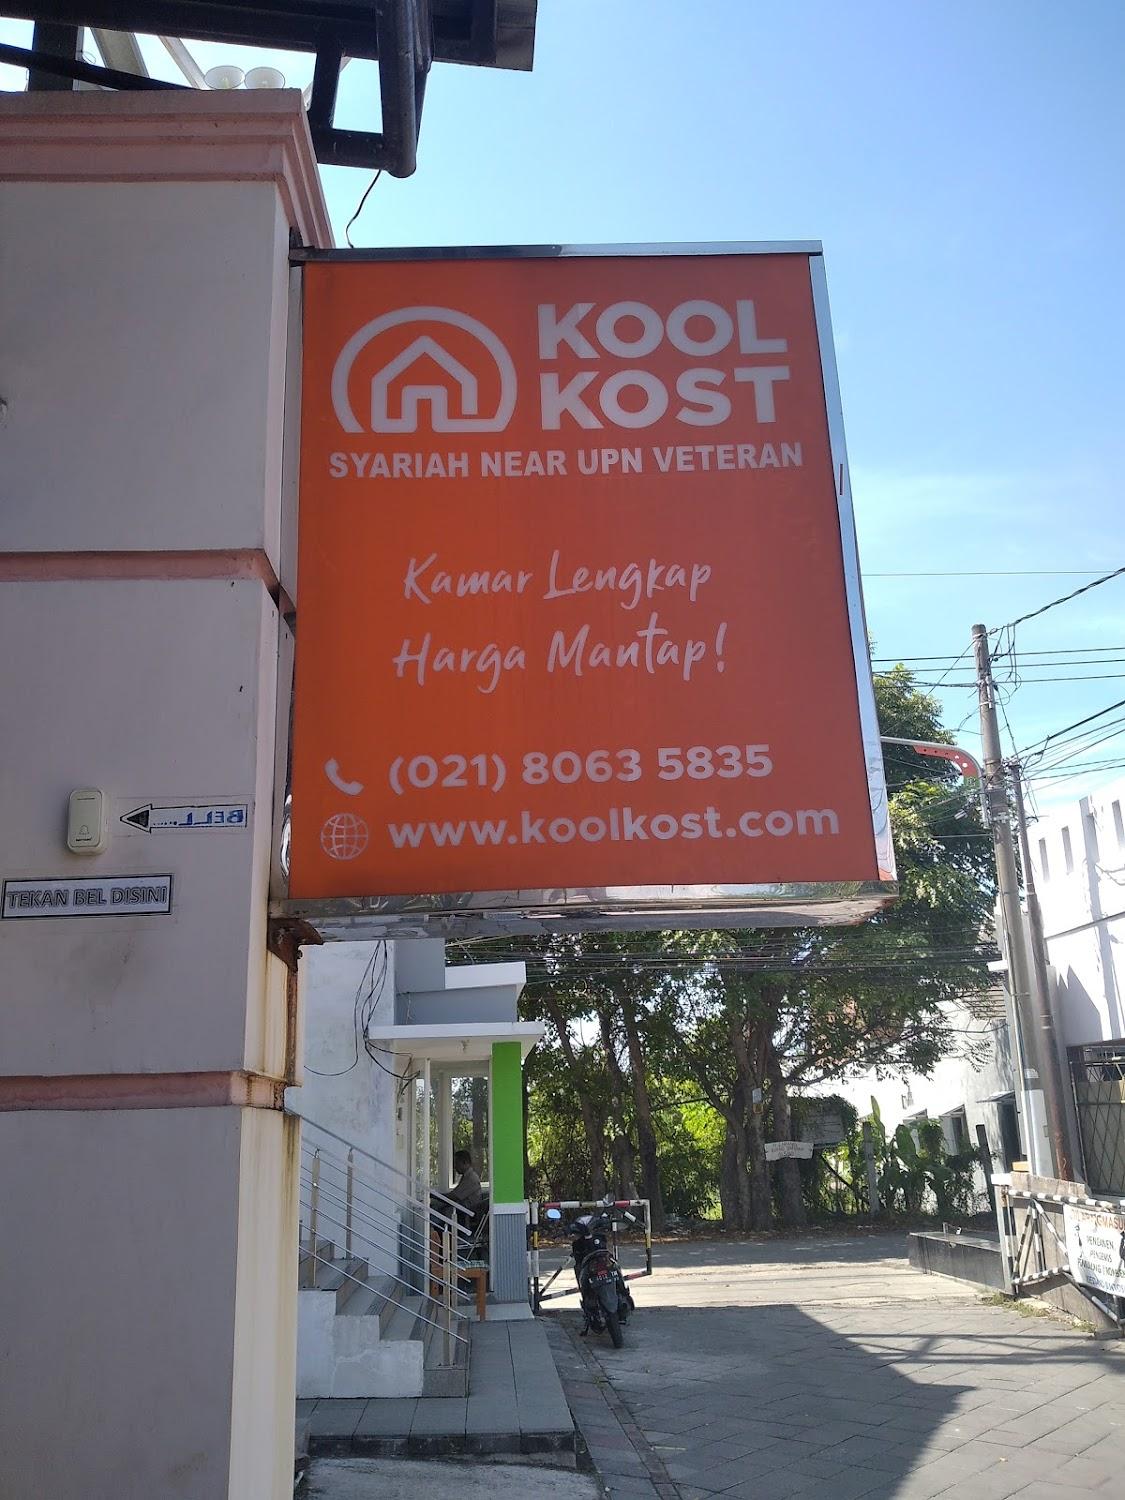 KOOL
KOST
SYARIAH NEAR UPN VETERAN
Kamar Lengkap
Harga Mantap!
(021) 8063 5835
www.koolkost.com
BELL
TEKAN BEL DISINI
PENGEMIS